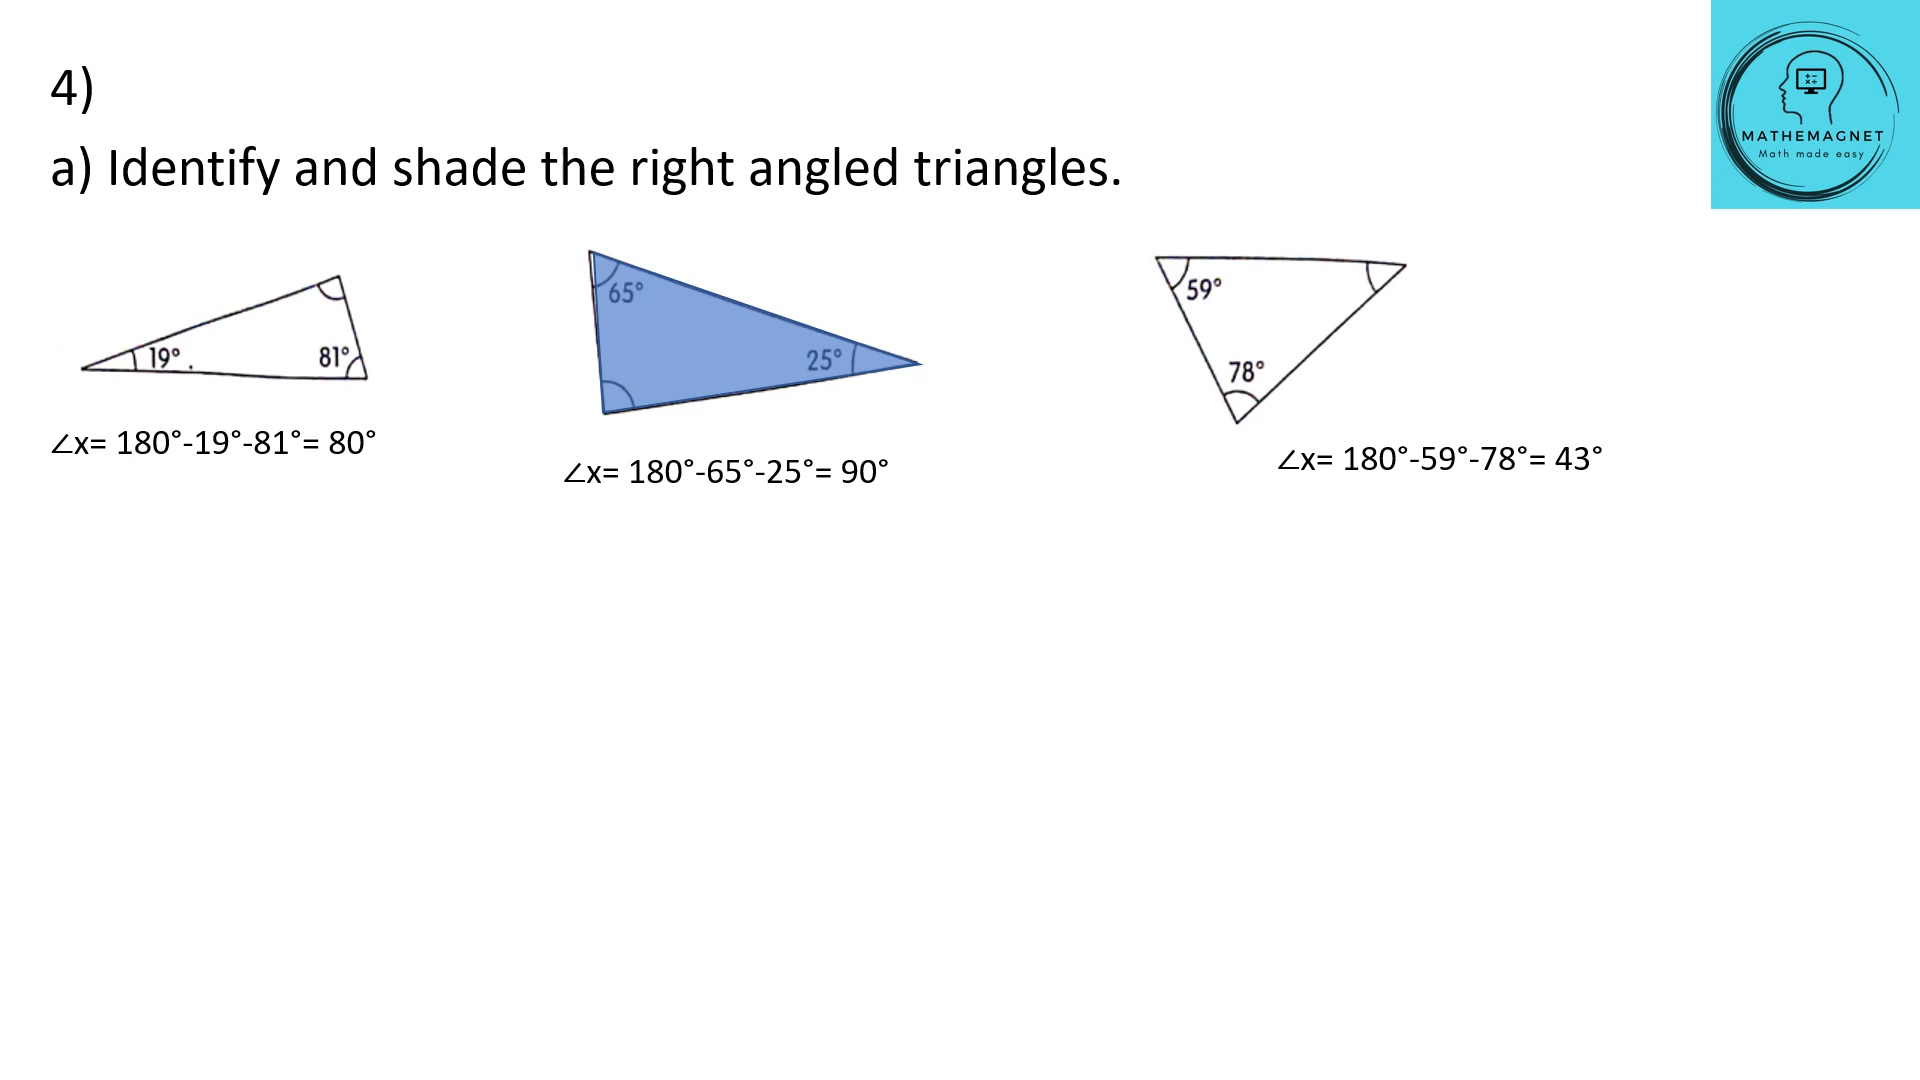 4)
a) Identify and shade the right angled triangles.
MATHEMAGNET
Math made easy
19°.
81°
65°
25°
59°
78°
∠x= 180°-19°-81°= 80°
∠x= 180°-65°-25°= 90°
∠x= 180°-59°-78°= 43°